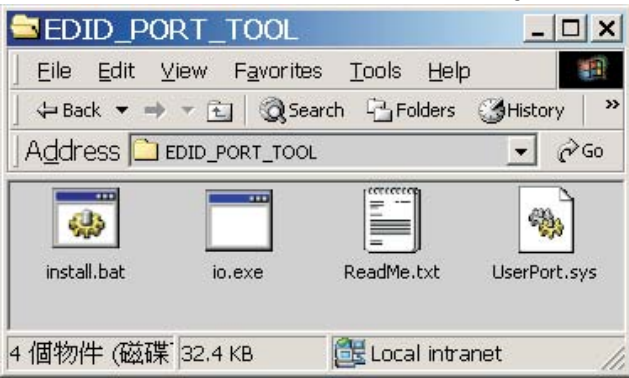 EDID_PORT_TOOL
File Edit View Favorites Tools Help
Back Search Folders History »
Address EDID_PORT_TOOL Go
install.bat io.exe ReadMe.txt UserPort.sys
4 個物件 (磁碟 32.4 KB Local intranet